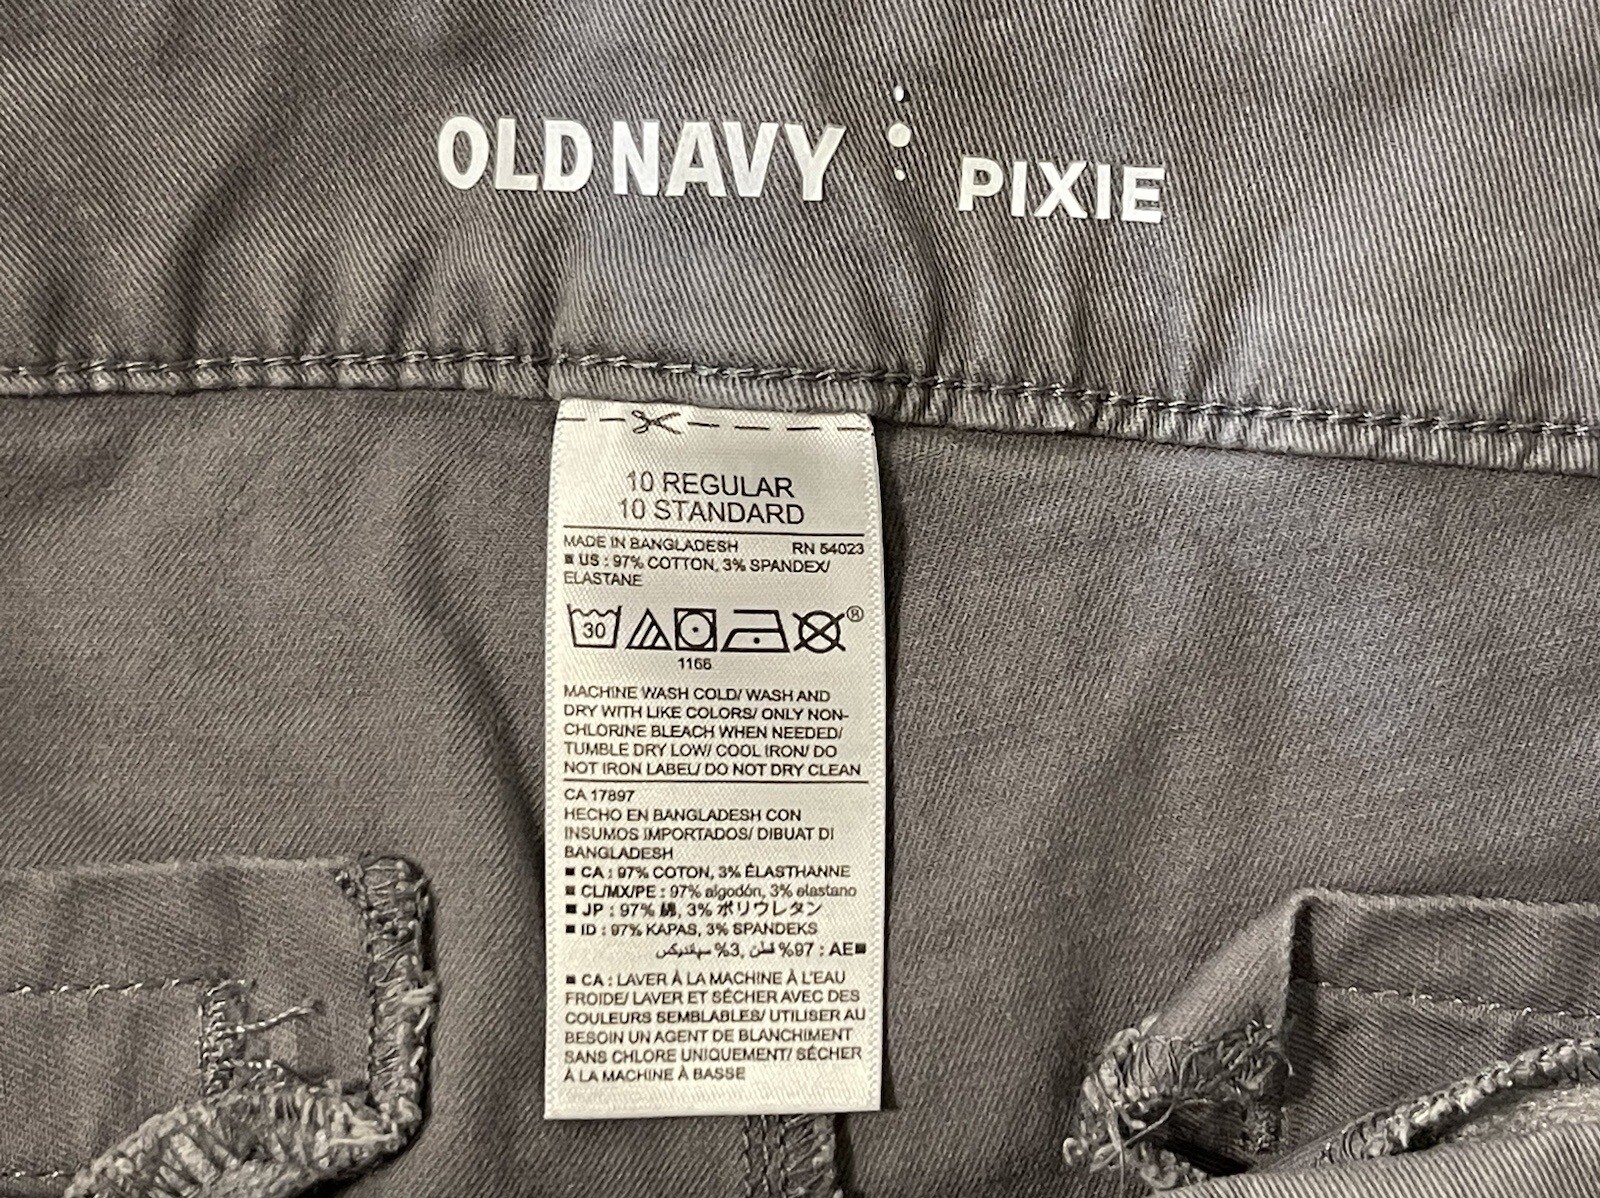 OLD NAVY PIXIE
10 REGULAR
10 STANDARD
MADE IN BANGLADESH RN 54023
■ US : 97% COTTON, 3% SPANDEX/
ELASTANE
30 ®
1166
MACHINE WASH COLD/ WASH AND
DRY WITH LIKE COLORS/ ONLY NON-
CHLORINE BLEACH WHEN NEEDED/
TUMBLE DRY LOW/ COOL IRON/ DO
NOT IRON LABEL/ DO NOT DRY CLEAN
CA 17897
HECHO EN BANGLADESH CON
INSUMOS IMPORTADOS/ DIBUAT DI
BANGLADESH
■ CA : 97% COTON, 3% ÉLASTHANNE
■ CL/MX/PE : 97% algodón, 3% elastano
■ JP : 97% 綿, 3% ポリウレタン
■ ID : 97% KAPAS, 3% SPANDEKS
■AE : %97 قطن, %3 سباندیکس
■ CA : LAVER À LA MACHINE À L'EAU
FROIDE/ LAVER ET SÉCHER AVEC DES
COULEURS SEMBLABLES/ UTILISER AU
BESOIN UN AGENT DE BLANCHIMENT
SANS CHLORE UNIQUEMENT/ SÉCHER
À LA MACHINE À BASSE